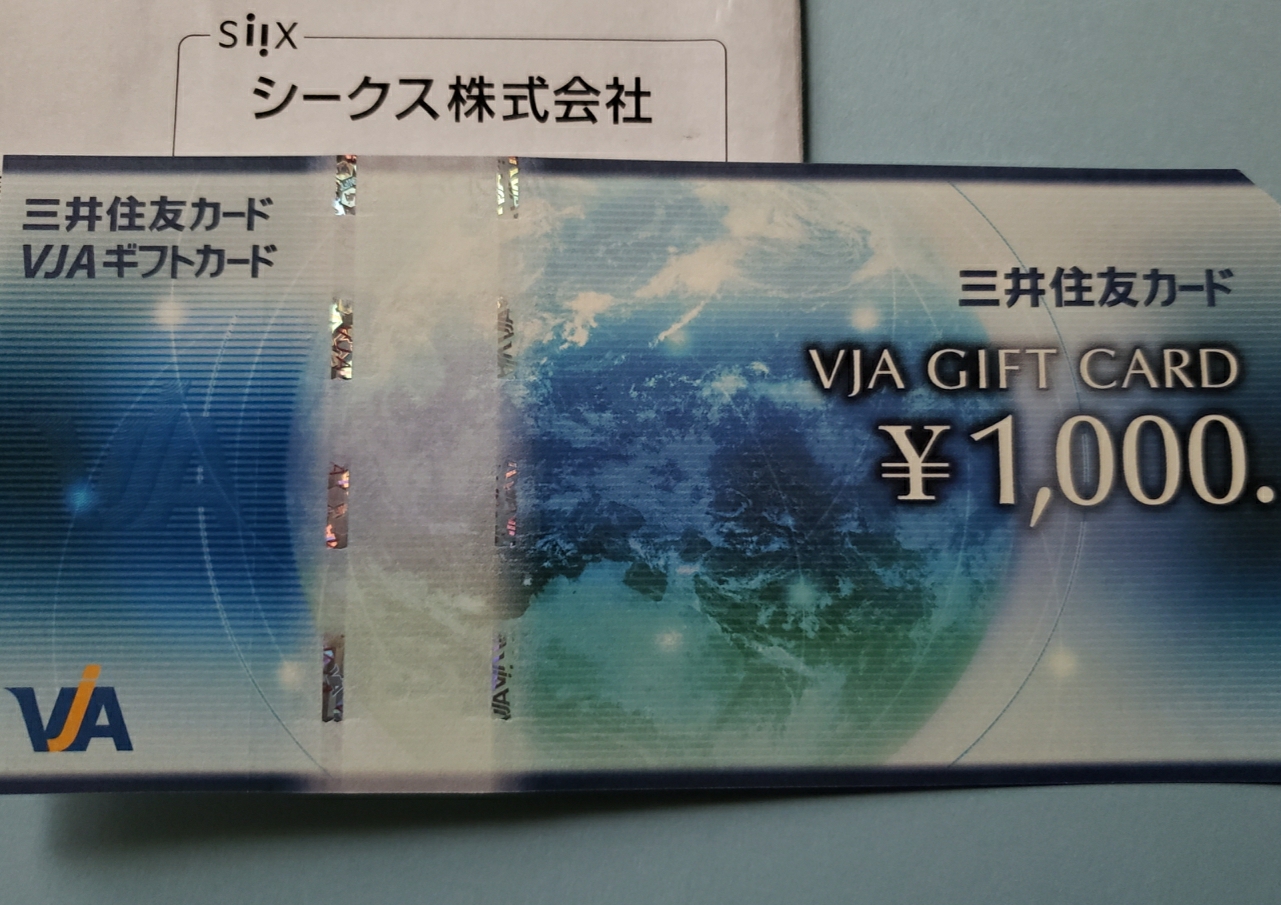 siix
シークス株式会社
三井住友カード
VJAギフトカード
三井住友カード
VJA GIFT CARD
¥1,000.
VJA